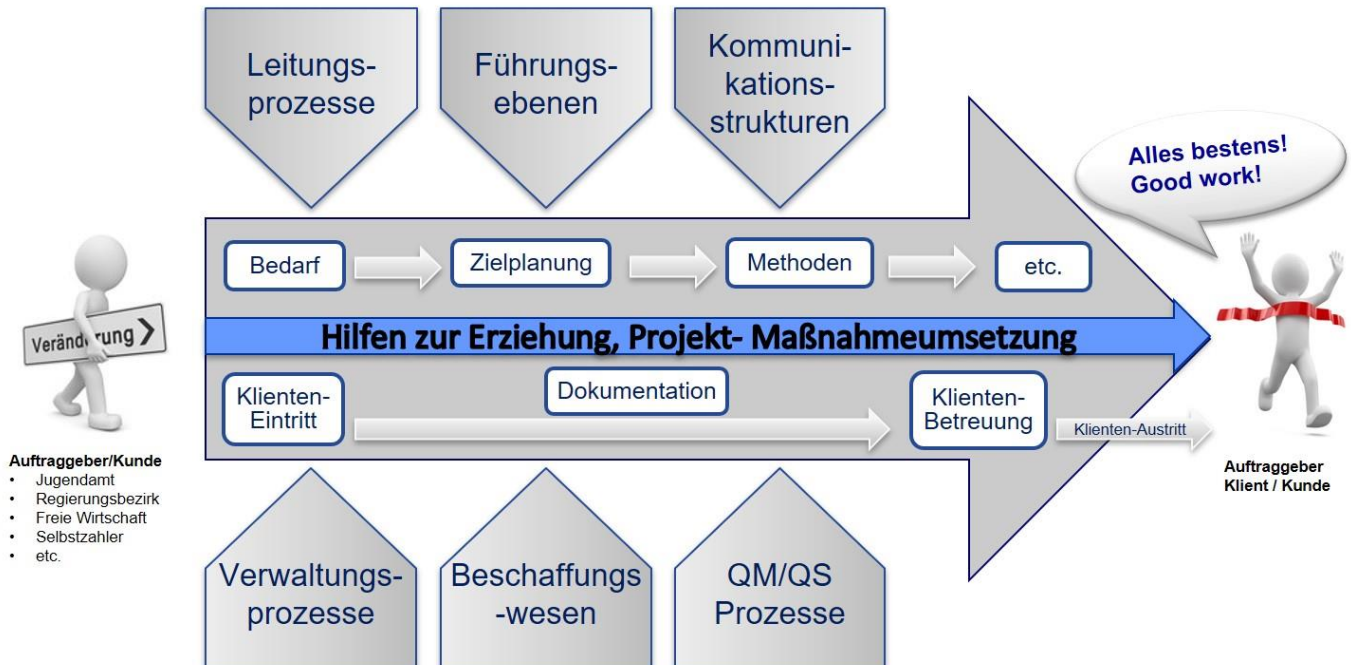 Leitungs-
prozesse
Führungs-
ebenen
Kommuni-
kations-
strukturen
Alles bestens!
Good work!
Bedarf
Zielplanung
Methoden
etc.
Veränderung
Hilfen zur Erziehung, Projekt- Maßnahmeumsetzung
Klienten-
Eintritt
Dokumentation
Klienten-
Betreuung
Klienten-Austritt
Auftraggeber/Kunde
• Jugendamt
• Regierungsbezirk
• Freie Wirtschaft
• Selbstzahler
• etc.
Auftraggeber
Klient / Kunde
Verwaltungs-
prozesse
Beschaffungs
-wesen
QM/QS
Prozesse